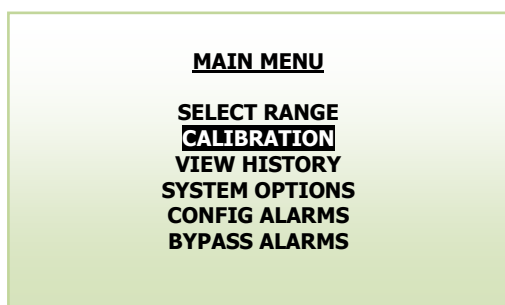 MAIN MENU
SELECT RANGE
CALIBRATION
VIEW HISTORY
SYSTEM OPTIONS
CONFIG ALARMS
BYPASS ALARMS